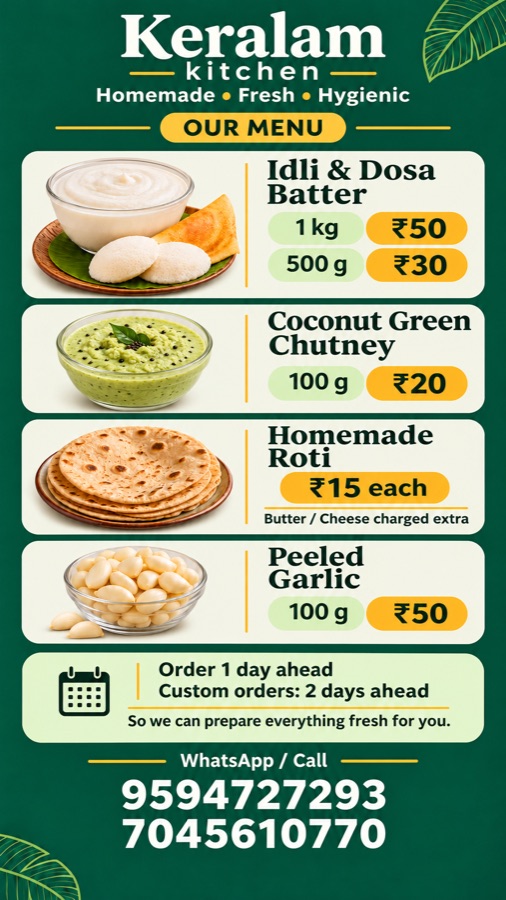 Keralam
kitchen
Homemade • Fresh • Hygienic
OUR MENU
Idli & Dosa
Batter
1 kg ₹50
500 g ₹30
Coconut Green
Chutney
100 g ₹20
Homemade
Roti
₹15 each
Butter / Cheese charged extra
Peeled
Garlic
100 g ₹50
Order 1 day ahead
Custom orders: 2 days ahead
So we can prepare everything fresh for you.
WhatsApp / Call
9594727293
7045610770